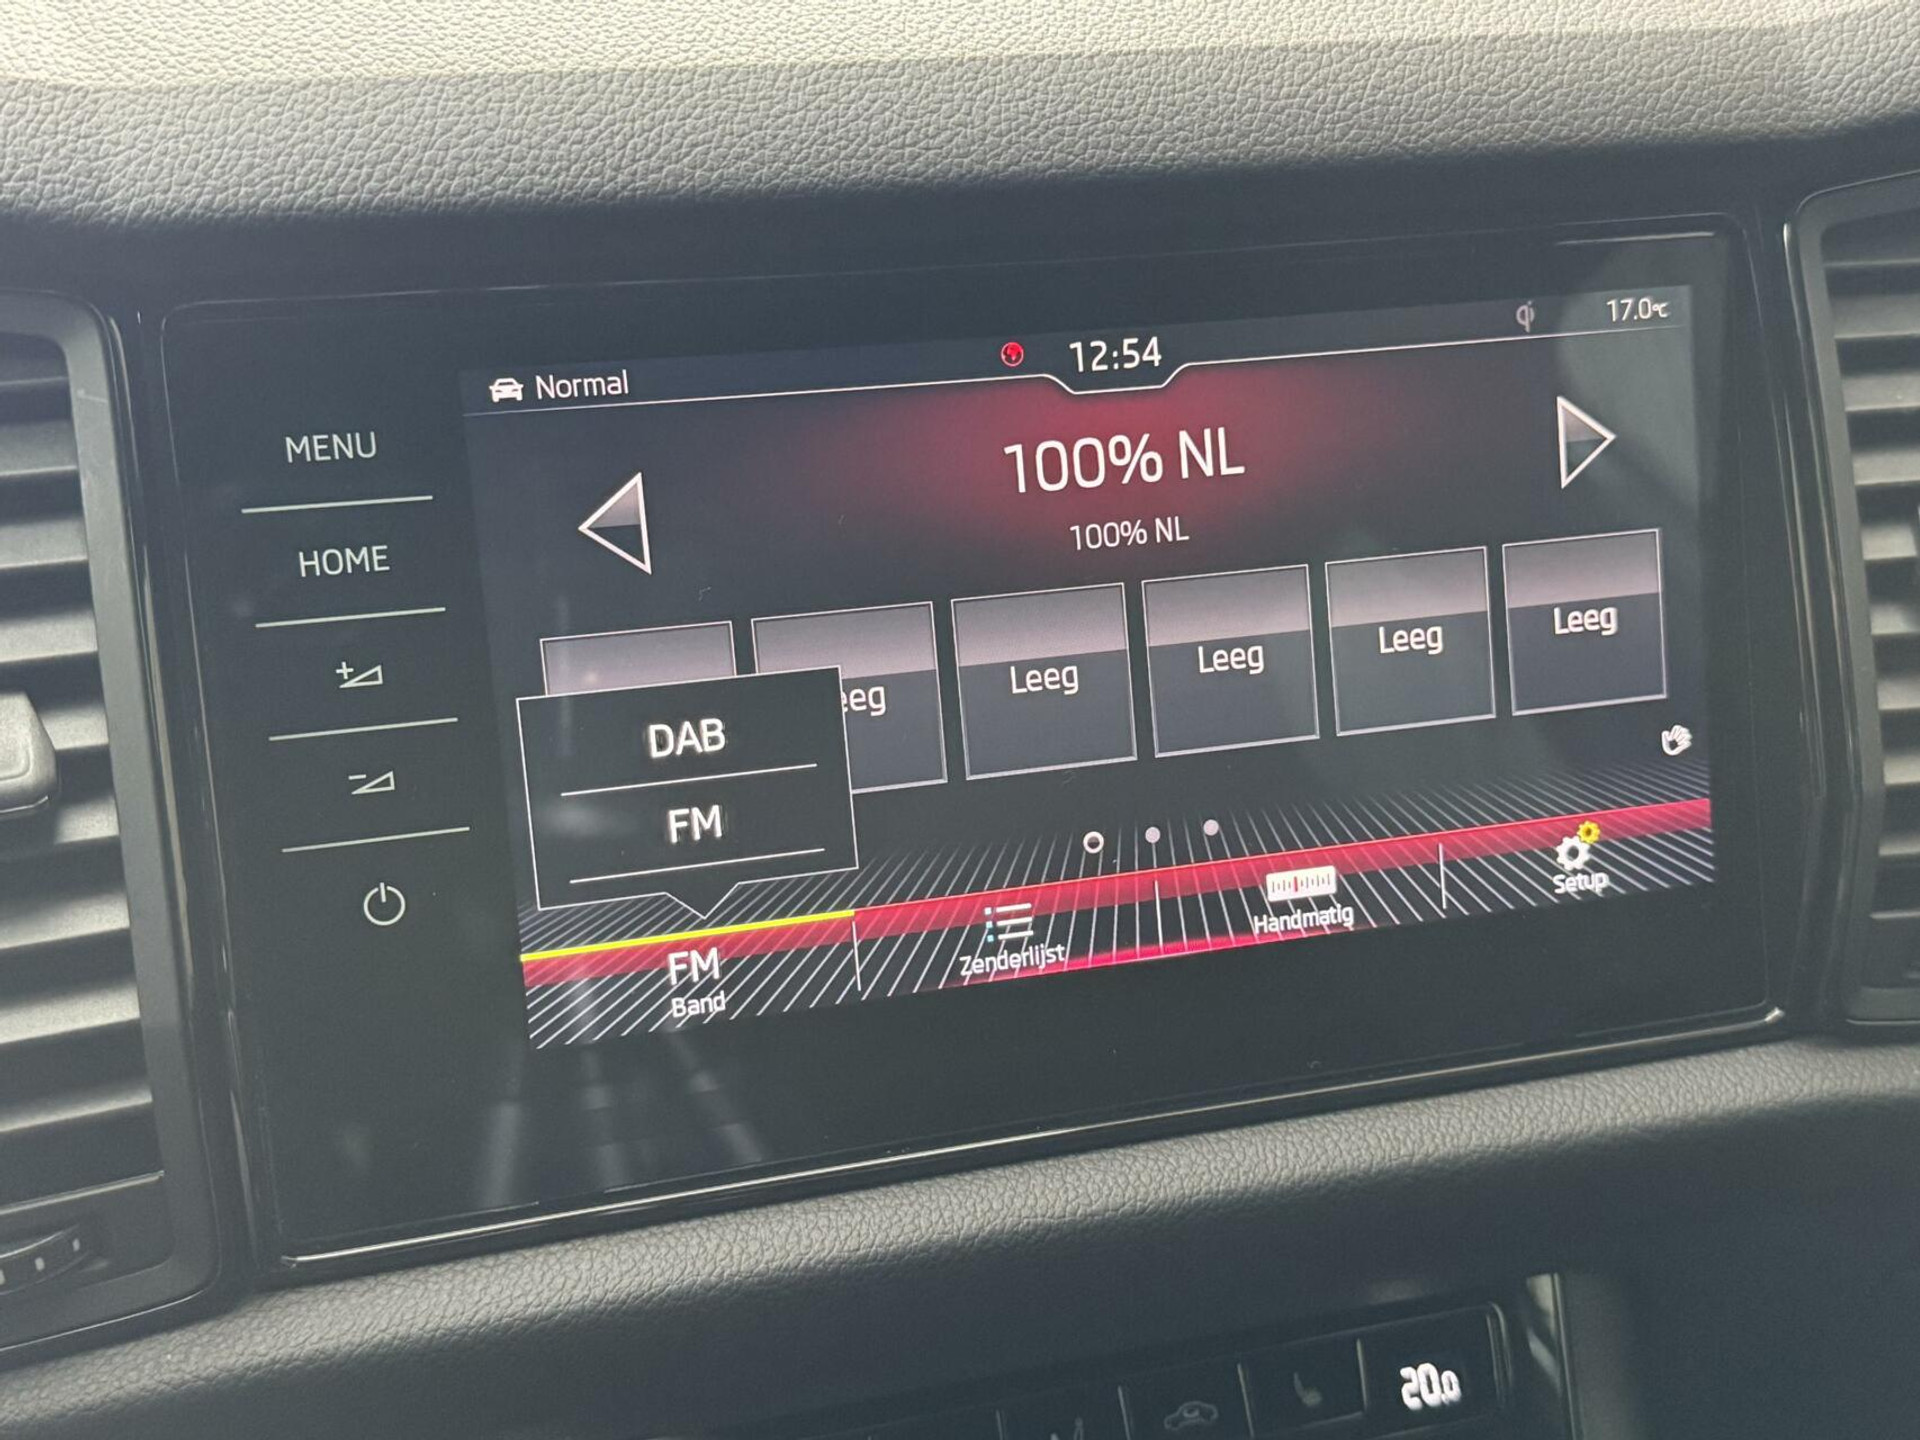 Normal
12:54
qi
17.0°C
MENU
HOME
100% NL
100% NL
eeg
Leeg
Leeg
Leeg
Leeg
DAB
FM
FM
Band
Zenderlijst
Handmatig
Setup
20.0